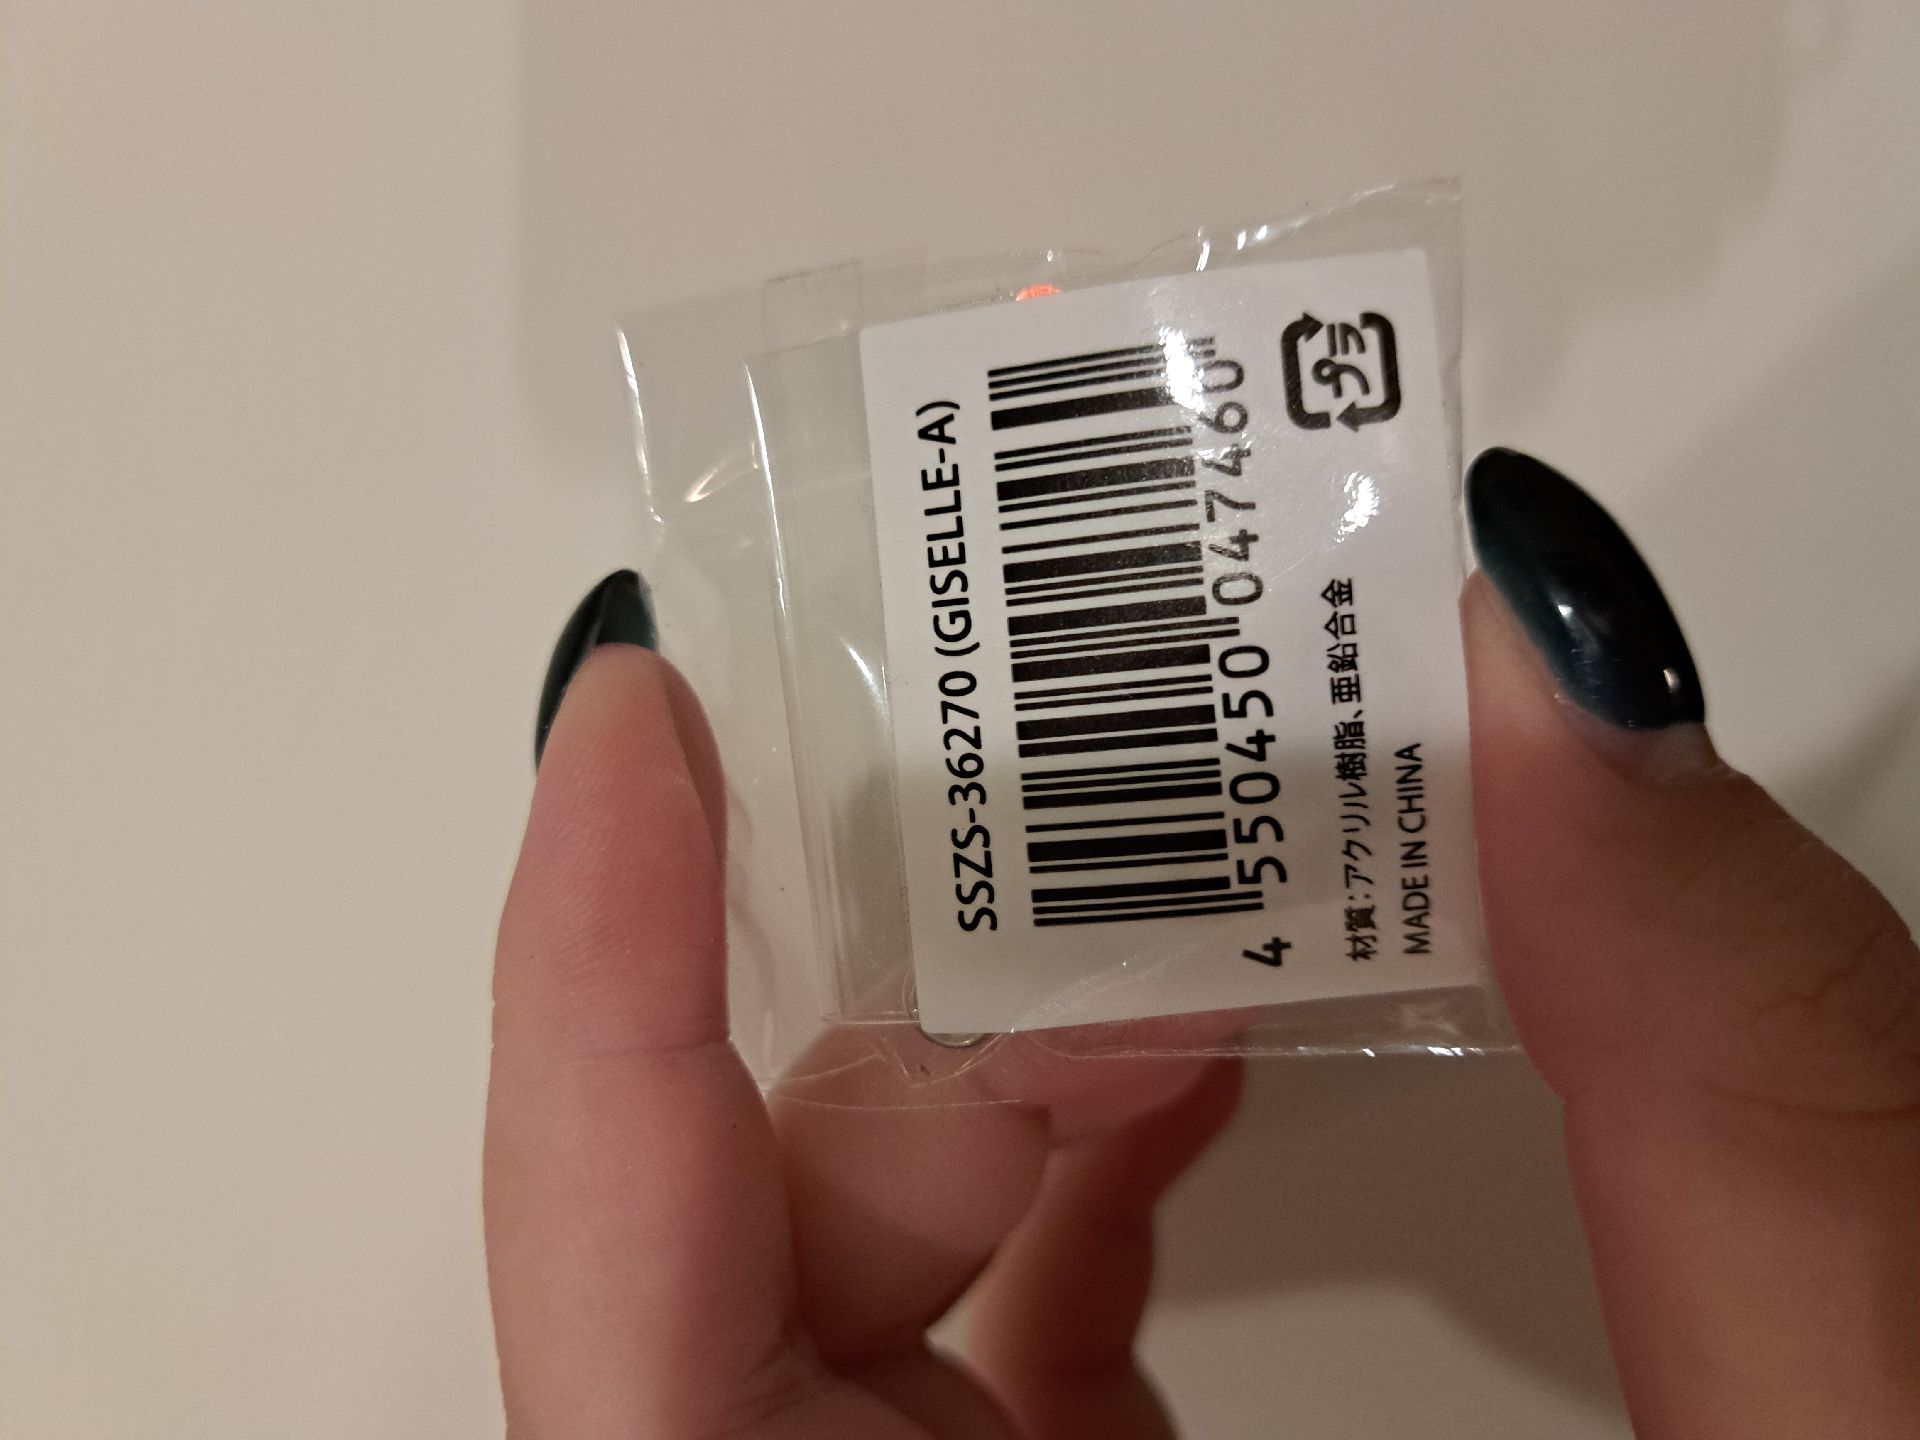 SSZS-36270 (GISELLE-A)
4 550450 047460
プラ
材質：アクリル樹脂、亜鉛合金
MADE IN CHINA